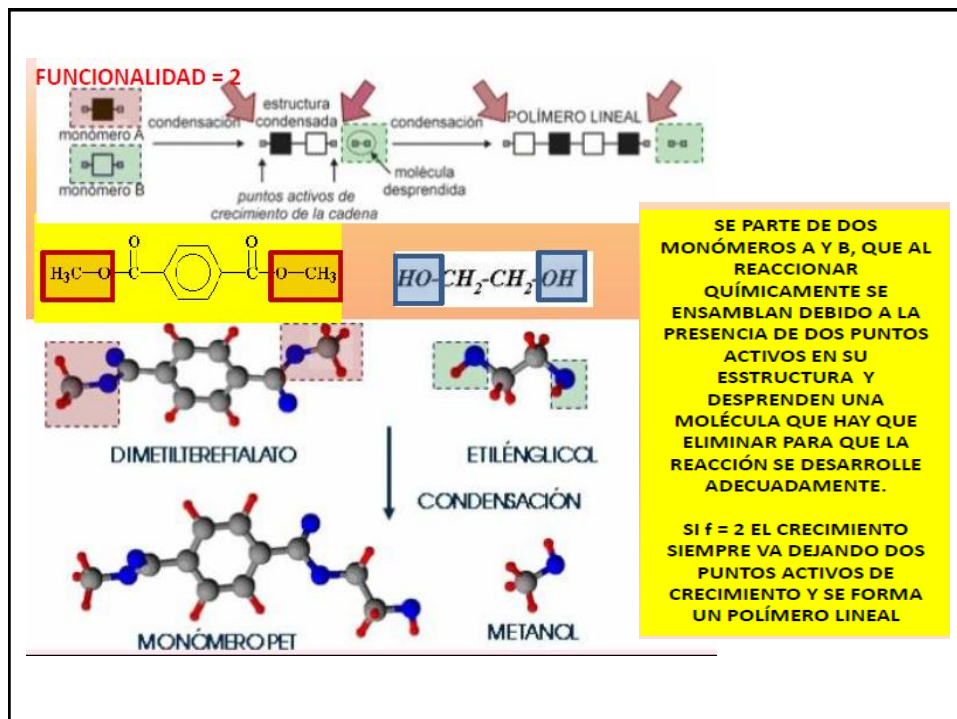 FUNCIONALIDAD = 2
monómero A
monómero B
condensación
estructura
condensada
puntos activos de
crecimiento de la cadena
condensación
molécula
desprendida
POLÍMERO LINEAL
O
O
H₃C—O—C
C—O—CH₃
HO-CH₂-CH₂-OH
DIMETILTEREFTALATO
ETILÉNGLICOL
CONDENSACIÓN
MONÓMERO PET
METANOL
SE PARTE DE DOS
MONÓMEROS A Y B, QUE AL
REACCIONAR
QUÍMICAMENTE SE
ENSAMBLAN DEBIDO A LA
PRESENCIA DE DOS PUNTOS
ACTIVOS EN SU
ESSTRUCTURA Y
DESPRENDEN UNA
MOLÉCULA QUE HAY QUE
ELIMINAR PARA QUE LA
REACCIÓN SE DESARROLLE
ADECUADAMENTE.
SI f = 2 EL CRECIMIENTO
SIEMPRE VA DEJANDO DOS
PUNTOS ACTIVOS DE
CRECIMIENTO Y SE FORMA
UN POLÍMERO LINEAL